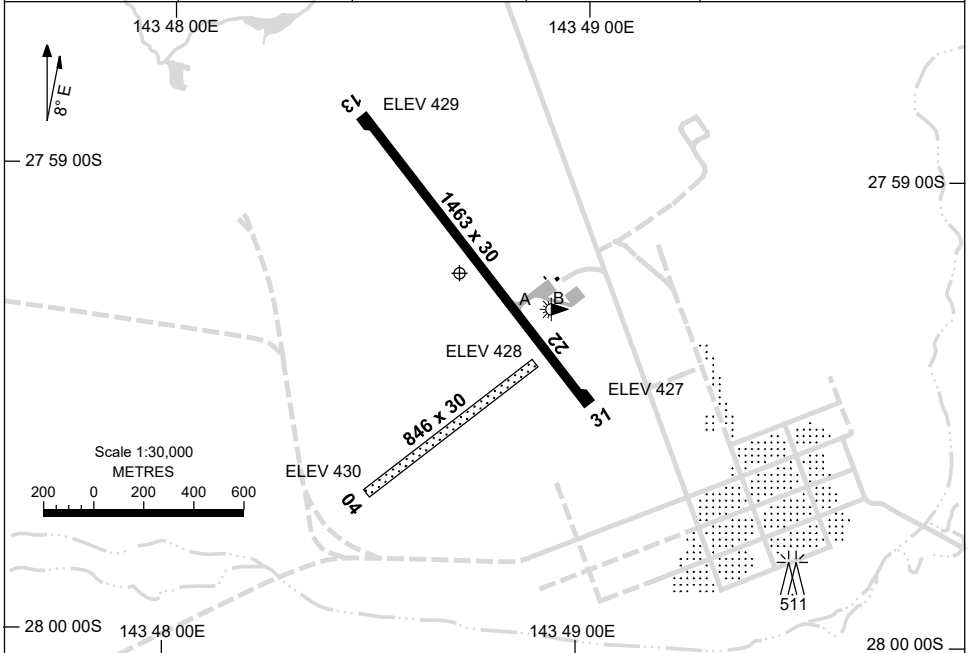 143 48 00E
143 49 00E
8° E
13
ELEV 429
27 59 00S
27 59 00S
1463 x 30
A
B
22
ELEV 428
ELEV 427
31
846 x 30
Scale 1:30,000
METRES
ELEV 430
200 0 200 400 600
04
511
28 00 00S
143 48 00E
143 49 00E
28 00 00S